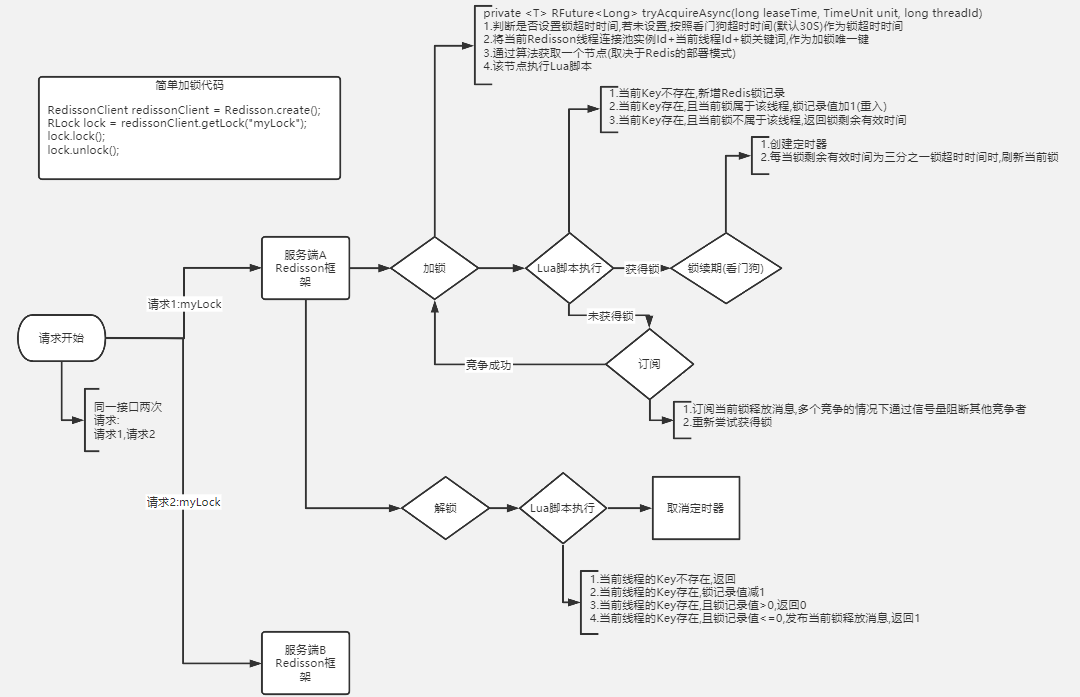 private <T> RFuture<Long> tryAcquireAsync(long leaseTime, TimeUnit unit, long threadId)
1.判断是否设置锁超时时间,若未设置,按照看门狗超时时间(默认30S)作为锁超时时间
2.将当前Redisson线程连接池实例Id+当前线程Id+锁关键词,作为加锁唯一键
3.通过算法获取一个节点(取决于Redis的部署模式)
4.该节点执行Lua脚本
简单加锁代码
RedissonClient redissonClient = Redisson.create();
RLock lock = redissonClient.getLock("myLock");
lock.lock();
lock.unlock();
1.当前Key不存在,新增Redis锁记录
2.当前Key存在,且当前锁属于该线程,锁记录值加1(重入)
3.当前Key存在,且当前锁不属于该线程,返回锁剩余有效时间
1.创建定时器
2.每当锁剩余有效时间为三分之一锁超时时间时,刷新当前锁
服务端A
Redisson框
架
加锁
Lua脚本执行
获得锁
锁续期(看门狗)
请求1:myLock
未获得锁
请求开始
竞争成功
订阅
同一接口两次
请求:
请求1,请求2
1.订阅当前锁释放消息,多个竞争的情况下通过信号量阻断其他竞争者
2.重新尝试获得锁
请求2:myLock
解锁
Lua脚本执行
取消定时器
1.当前线程的Key不存在,返回
2.当前线程的Key存在,锁记录值减1
3.当前线程的Key存在,且锁记录值>0,返回0
4.当前线程的Key存在,且锁记录值<=0,发布当前锁释放消息,返回1
服务端B
Redisson框
架